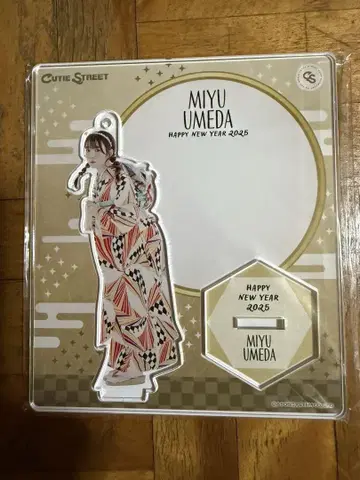 CUTIE STREET
CS
MIYU
UMEDA
HAPPY NEW YEAR 2025
HAPPY
NEW YEAR
2025
MIYU
UMEDA